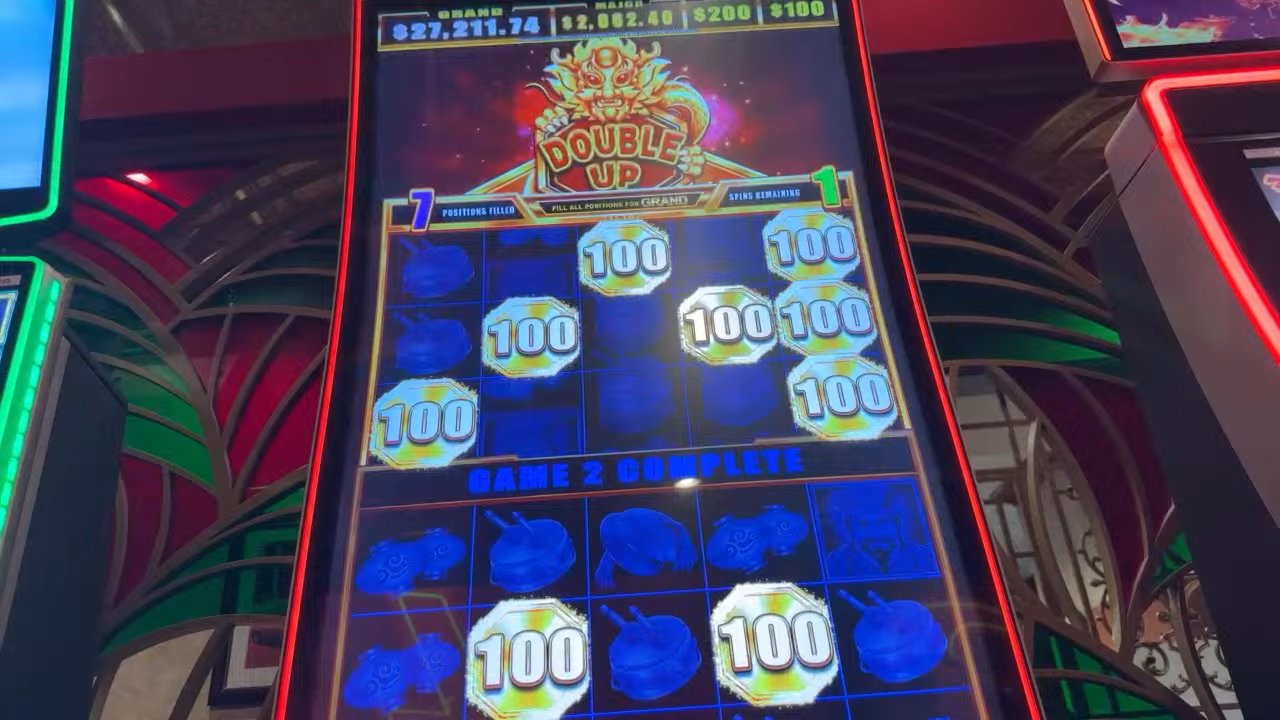 GRAND
MAJOR
$27,211.74 $2,062.40 $200 $100
DOUBLE
UP
7 POSITIONS FILLED
FILL ALL POSITIONS FOR GRAND
SPINS REMAINING 1
100 100
100 100 100
100 100
GAME 2 COMPLETE
100 100